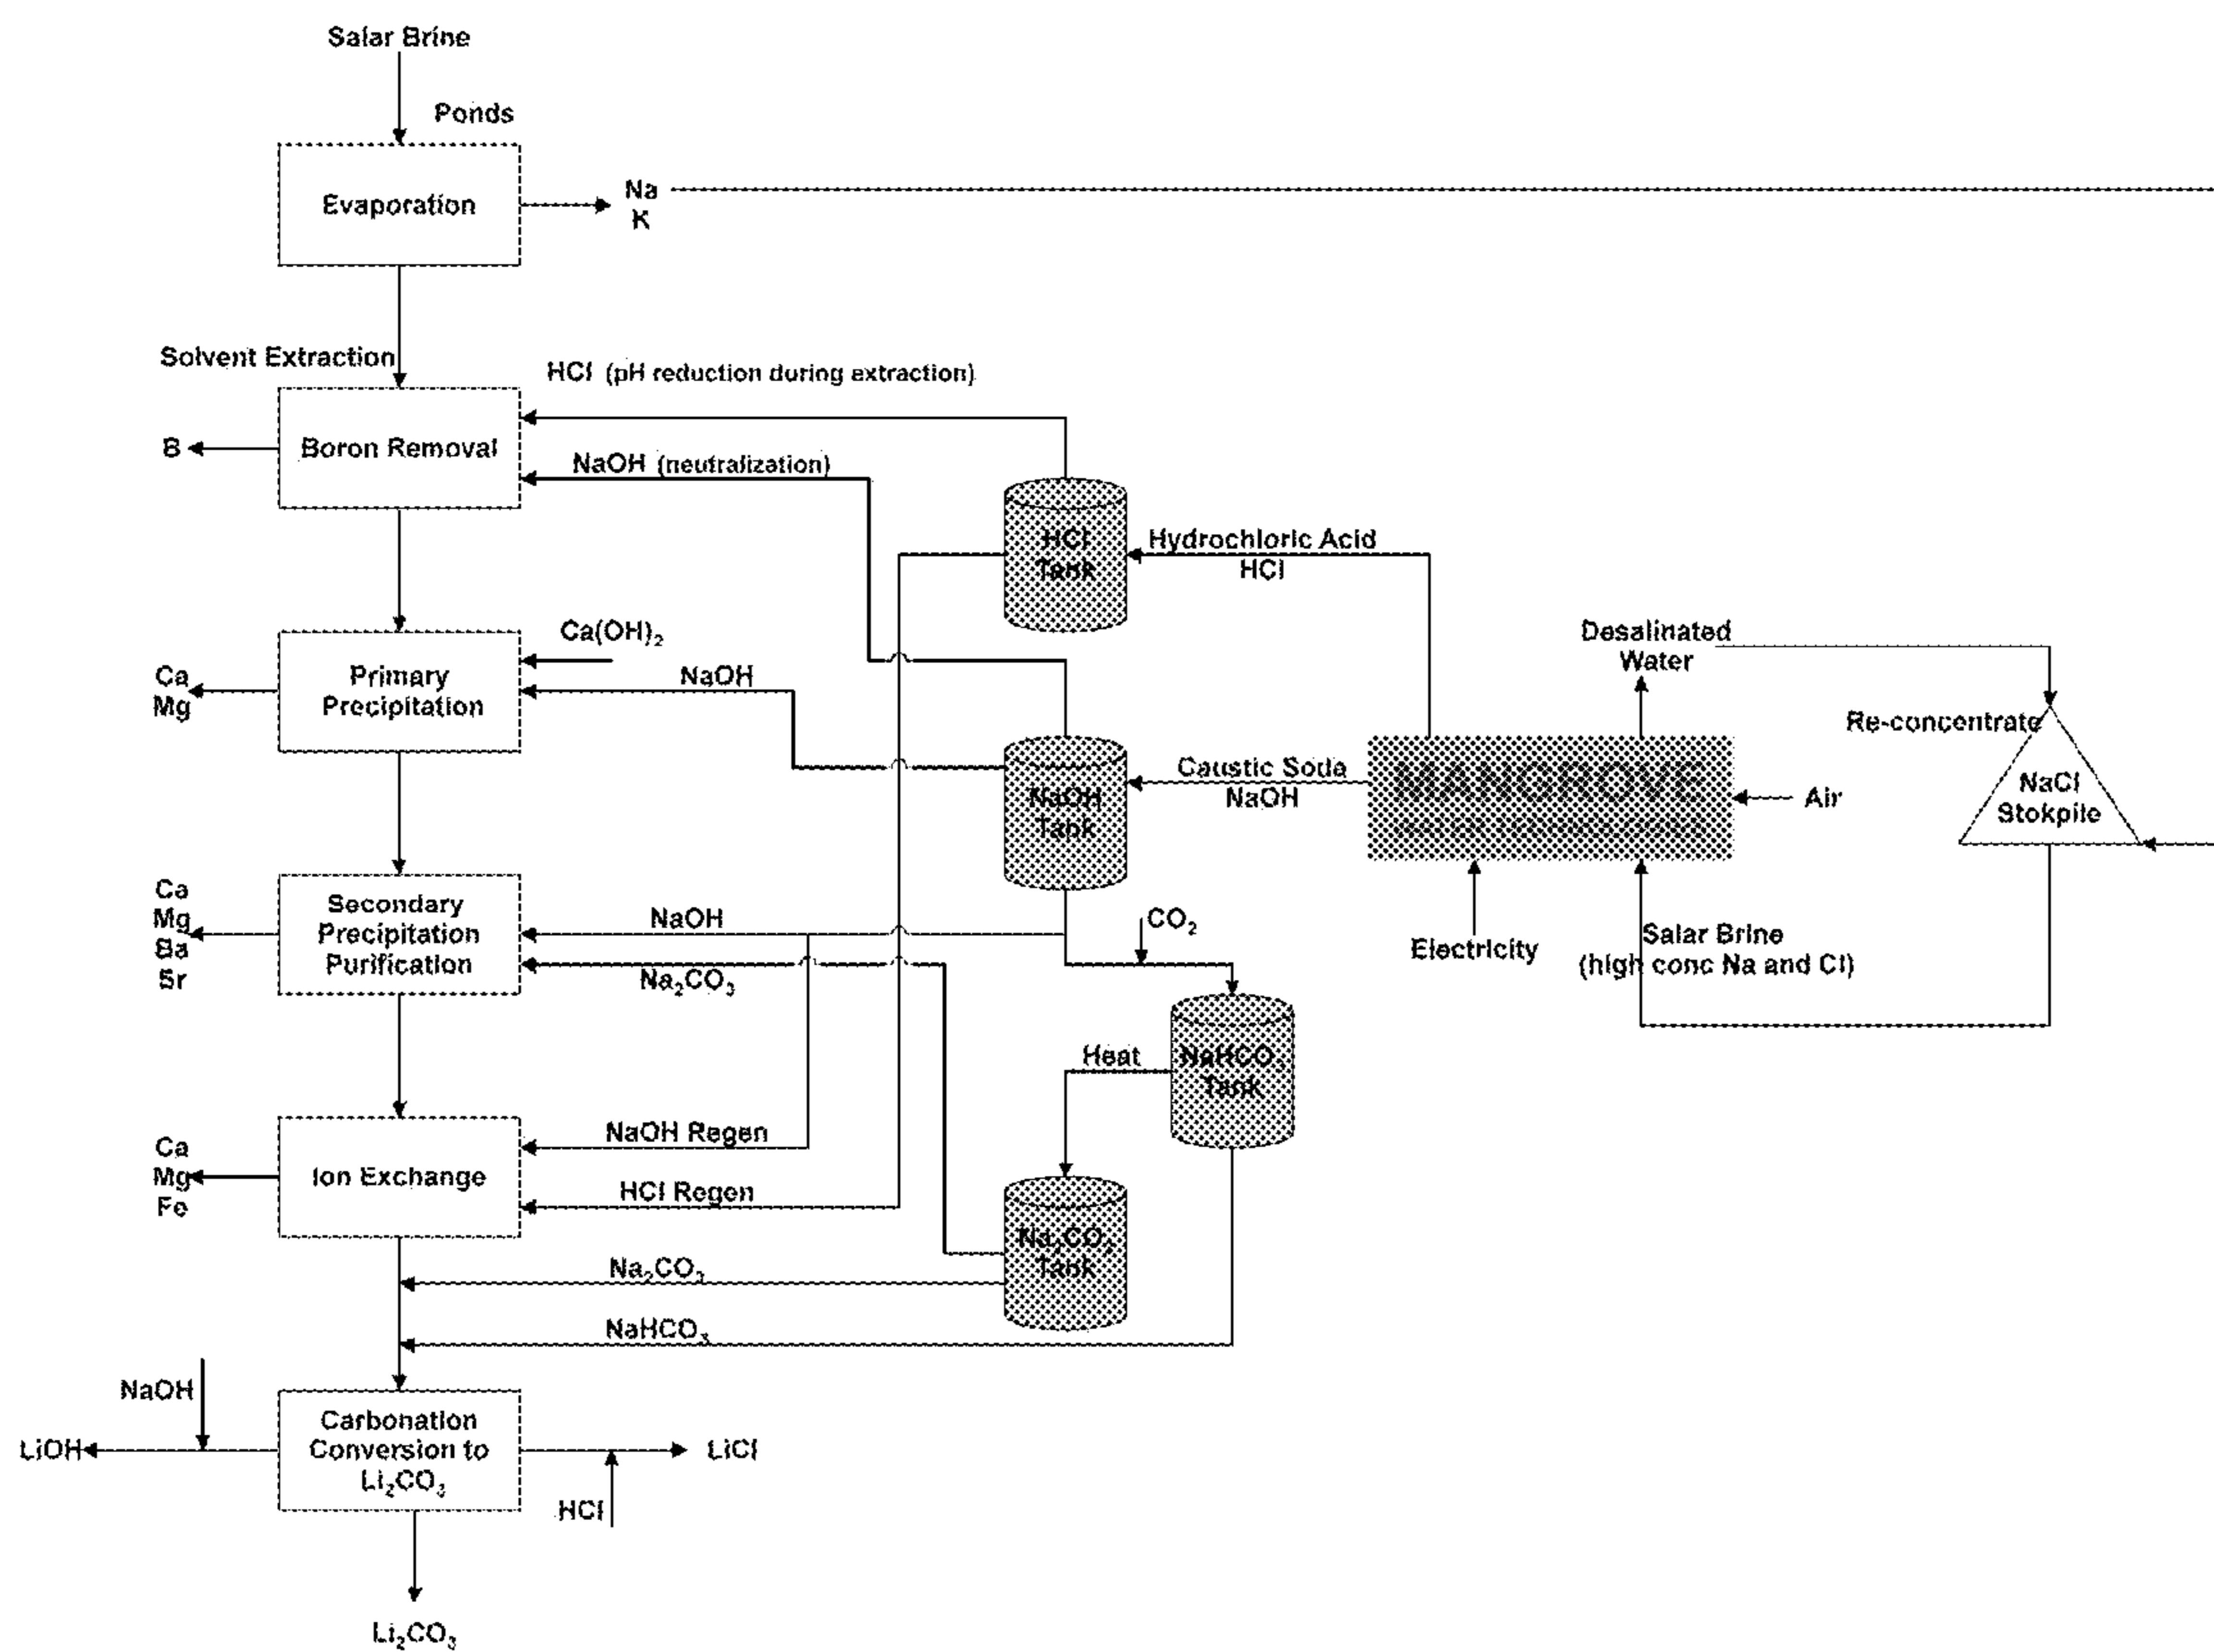 Salar Brine
Ponds
Evaporation
Na
K
Solvent Extraction
HCl (pH reduction during extraction)
B
Boron Removal
NaOH (neutralization)
HCl
Tank
Hydrochloric Acid
HCl
Ca(OH)₂
Ca
Mg
Primary
Precipitation
NaOH
Desalinated
Water
Re-concentrate
NaCl
Stokpile
Caustic Soda
NaOH
NaOH
Tank
MANGROVE
Air
Ca
Mg
Ba
Sr
Secondary
Precipitation
Purification
NaOH
Na₂CO₃
CO₂
Electricity
Salar Brine
(high conc Na and Cl)
Heat
NaHCO₃
Tank
Ca
Mg
Fe
Ion Exchange
NaOH Regen
HCl Regen
Na₂CO₃
Tank
Na₂CO₃
NaHCO₃
NaOH
LiOH
Carbonation
Conversion to
Li₂CO₃
LiCl
HCl
Li₂CO₃